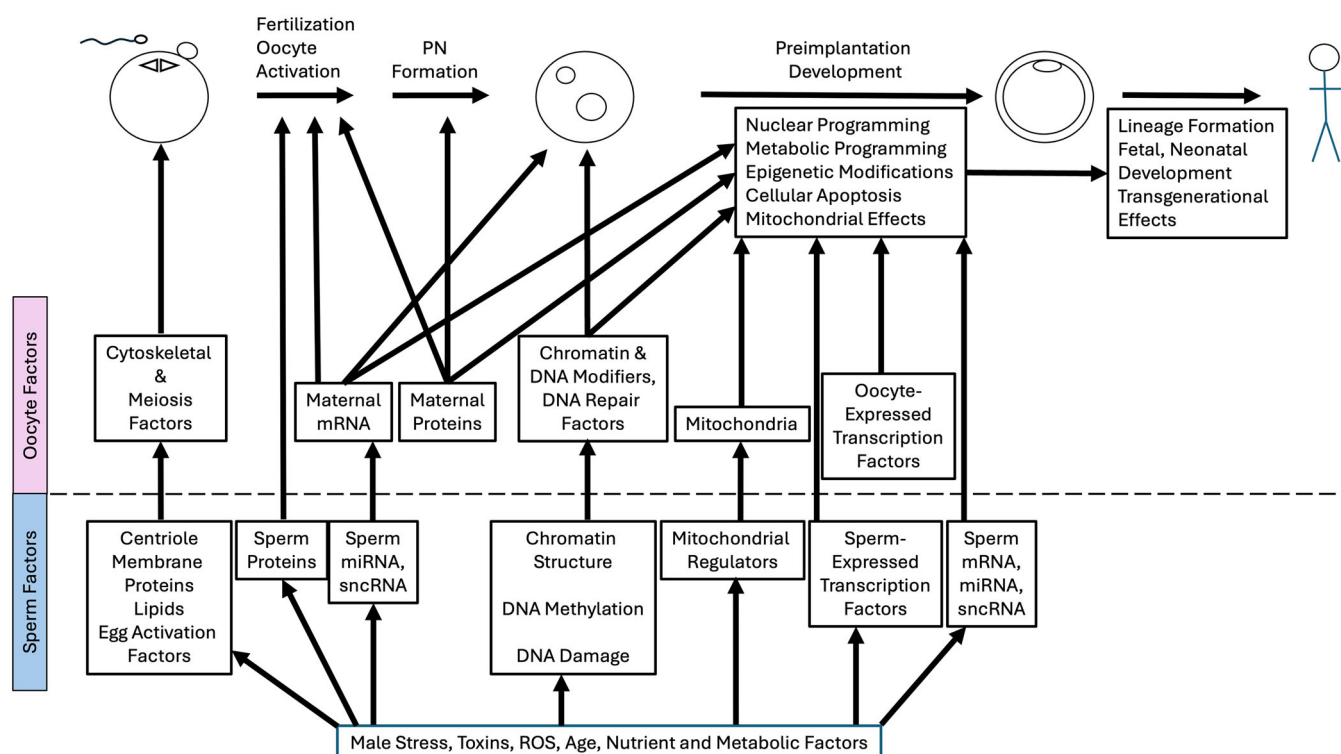 Fertilization
Oocyte
Activation
PN
Formation
Preimplantation
Development
Nuclear Programming
Metabolic Programming
Epigenetic Modifications
Cellular Apoptosis
Mitochondrial Effects
Lineage Formation
Fetal, Neonatal
Development
Transgenerational
Effects
Oocyte Factors
Cytoskeletal
&
Meiosis
Factors
Maternal
mRNA
Maternal
Proteins
Chromatin &
DNA Modifiers,
DNA Repair
Factors
Mitochondria
Oocyte-
Expressed
Transcription
Factors
Sperm Factors
Centriole
Membrane
Proteins
Lipids
Egg Activation
Factors
Sperm
Proteins
Sperm
miRNA,
sncRNA
Chromatin
Structure
DNA Methylation
DNA Damage
Mitochondrial
Regulators
Sperm-
Expressed
Transcription
Factors
Sperm
mRNA,
miRNA,
sncRNA
Male Stress, Toxins, ROS, Age, Nutrient and Metabolic Factors